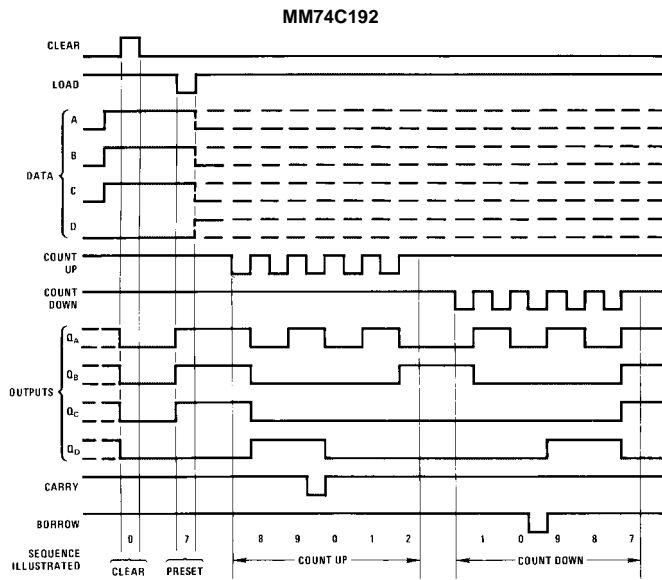 MM74C192
CLEAR
LOAD
A
B
DATA
C
D
COUNT
UP
COUNT
DOWN
QA
QB
OUTPUTS
QC
QD
CARRY
BORROW
0 7 8 9 0 1 2 1 0 9 8 7
SEQUENCE
ILLUSTRATED
CLEAR PRESET COUNT UP COUNT DOWN